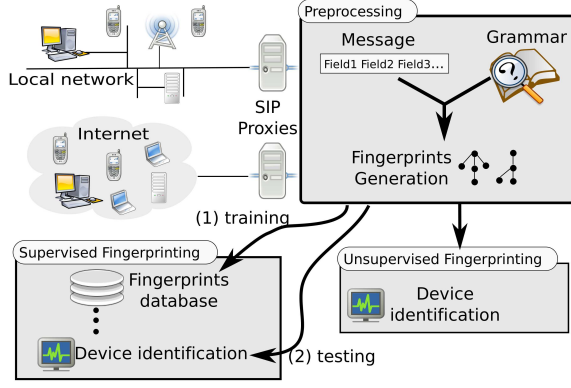 Preprocessing
Message
Grammar
Field1 Field2 Field3...
Local network
SIP
Proxies
Internet
Fingerprints
Generation
(1) training
Supervised Fingerprinting
Unsupervised Fingerprinting
Fingerprints
database
Device
identification
Device identification
(2) testing